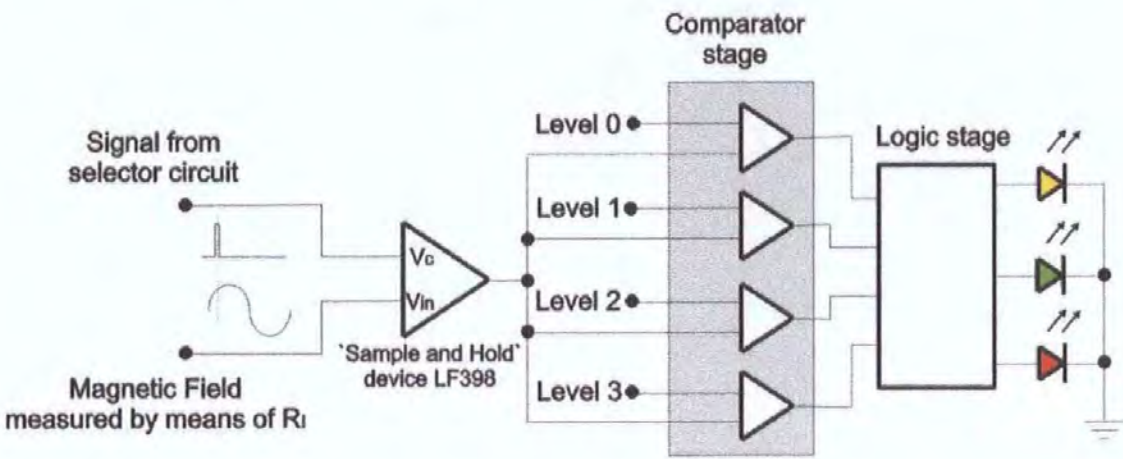 Comparator
stage
Signal from
selector circuit
Level 0
Logic stage
Level 1
Vc
Vin
Level 2
`Sample and Hold`
device LF398
Magnetic Field
measured by means of RI
Level 3